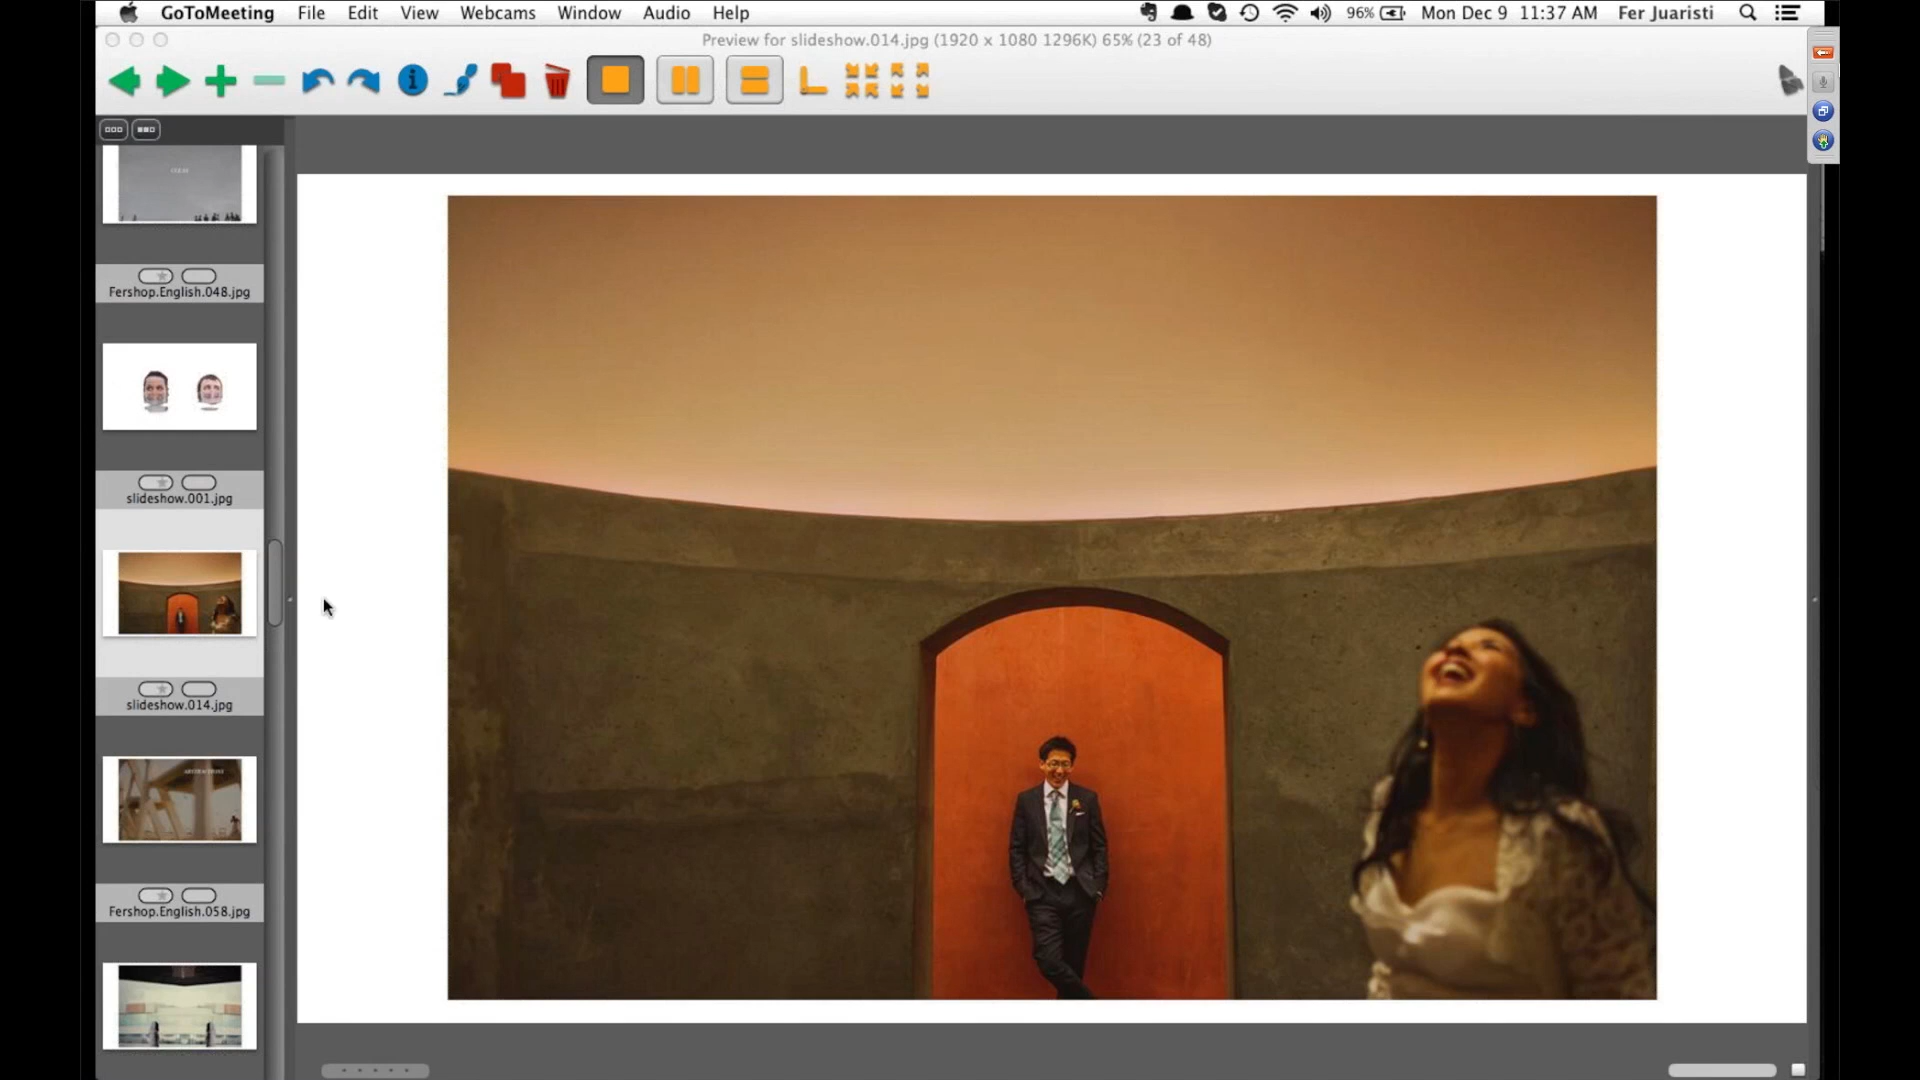 GoToMeeting File Edit View Webcams Window Audio Help 96% Mon Dec 9 11:37 AM Fer Juaristi
Preview for slideshow.014.jpg (1920 x 1080 1296K) 65% (23 of 48)
Fershop.English.048.jpg
slideshow.001.jpg
slideshow.014.jpg
Fershop.English.058.jpg